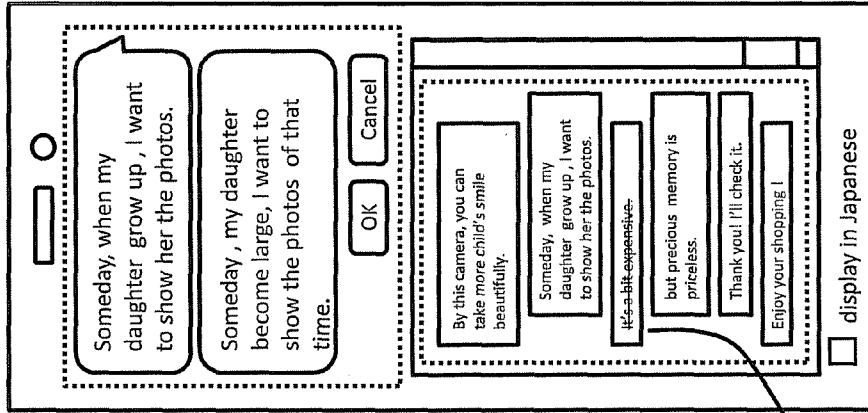 Someday, when my
daughter grow up , I want
to show her the photos.
Someday , my daughter
become large, I want to
show the photos of that
time.
OK
Cancel
By this camera, you can
take more child's smile
beautifully.
Someday, when my
daughter grow up , I want
to show her the photos.
It's a bit expensive.
but precious memory is
priceless.
Thank you! I'll check it.
Enjoy your shopping !
display in Japanese